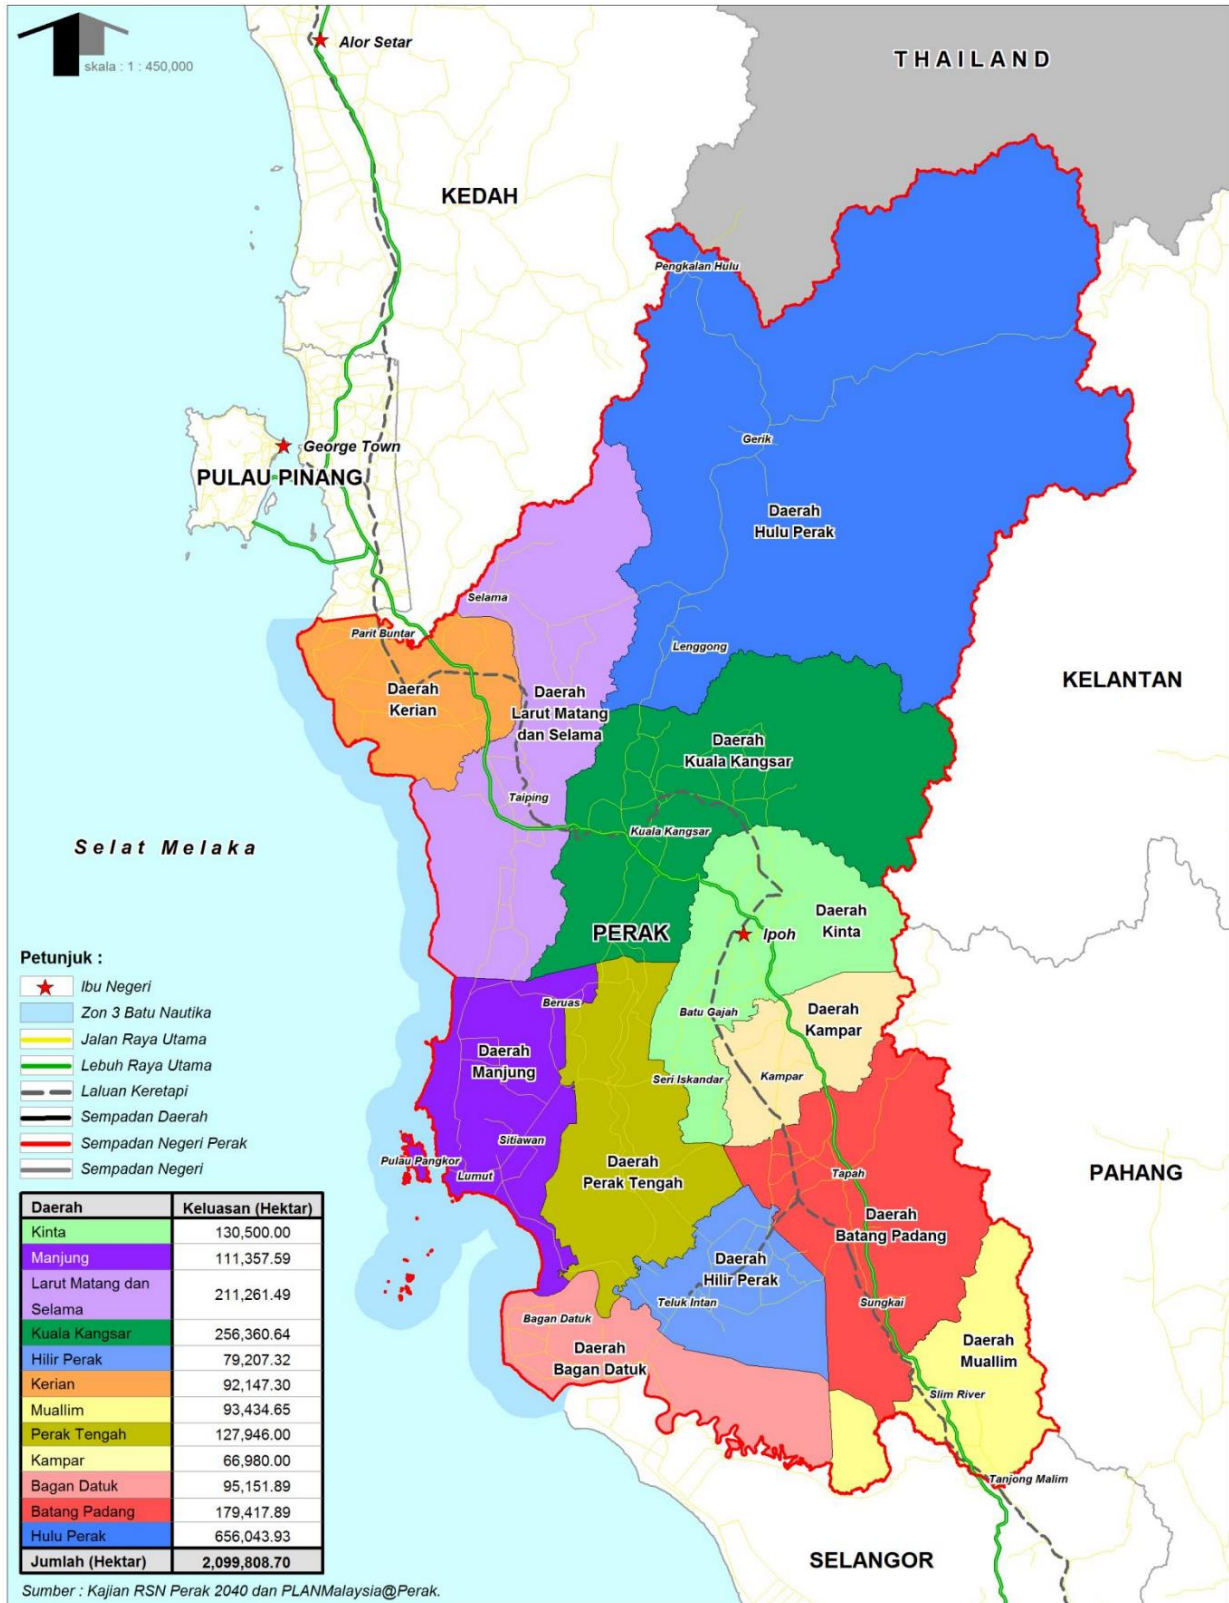 skala : 1 : 450,000
Alor Setar
THAILAND
KEDAH
Pengkalan Hulu
George Town
PULAU PINANG
Gerik
Daerah
Hulu Perak
Selama
Parit Buntar
Lenggong
KELANTAN
Daerah
Kerian
Daerah
Larut Matang
dan Selama
Daerah
Kuala Kangsar
Taiping
Kuala Kangsar
Selat Melaka
PERAK
Ipoh
Daerah
Kinta
Beruas
Batu Gajah
Daerah
Kampar
Daerah
Manjung
Seri Iskandar
Kampar
Sitiawan
Pulau Pangkor
Lumut
Daerah
Perak Tengah
Tapah
PAHANG
Daerah
Batang Padang
Daerah
Hilir Perak
Teluk Intan
Sungkai
Bagan Datuk
Daerah
Bagan Datuk
Daerah
Muallim
Slim River
Tanjong Malim
SELANGOR
Petunjuk :
Ibu Negeri
Zon 3 Batu Nautika
Jalan Raya Utama
Lebuh Raya Utama
Laluan Keretapi
Sempadan Daerah
Sempadan Negeri Perak
Sempadan Negeri
Daerah Keluasan (Hektar)
Kinta 130,500.00
Manjung 111,357.59
Larut Matang dan
Selama 211,261.49
Kuala Kangsar 256,360.64
Hilir Perak 79,207.32
Kerian 92,147.30
Muallim 93,434.65
Perak Tengah 127,946.00
Kampar 66,980.00
Bagan Datuk 95,151.89
Batang Padang 179,417.89
Hulu Perak 656,043.93
Jumlah (Hektar) 2,099,808.70
Sumber : Kajian RSN Perak 2040 dan PLANMalaysia@Perak.